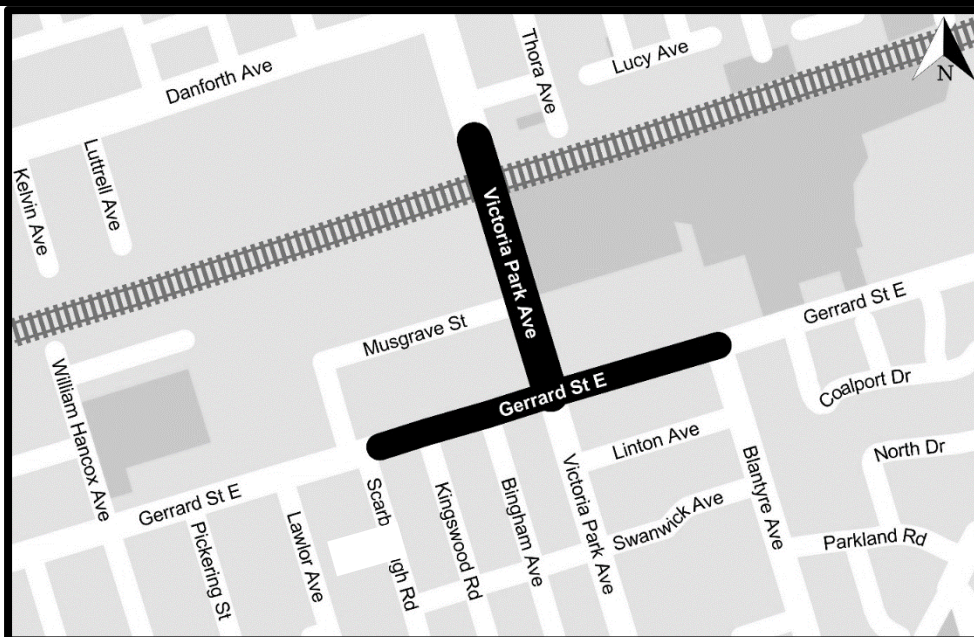 Thora Ave
Lucy Ave
N
Danforth Ave
Luttrell Ave
Kelvin Ave
Victoria Park Ave
Gerrard St E
Musgrave St
Gerrard St E
William Hancox Ave
Coalport Dr
Linton Ave
North Dr
Blantyre Ave
Gerrard St E
Scarb
igh Rd
Kingswood Rd
Bingham Ave
Victoria Park Ave
Swanwick Ave
Parkland Rd
Pickering St
Lawlor Ave